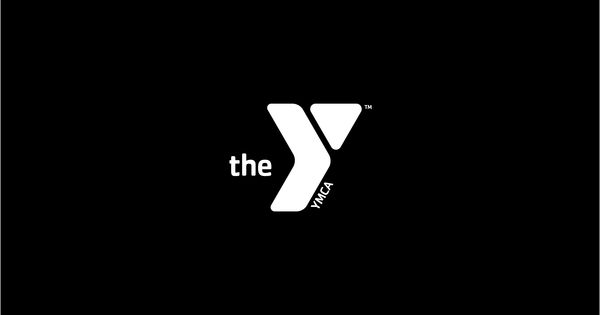 the Y
YMCA
™